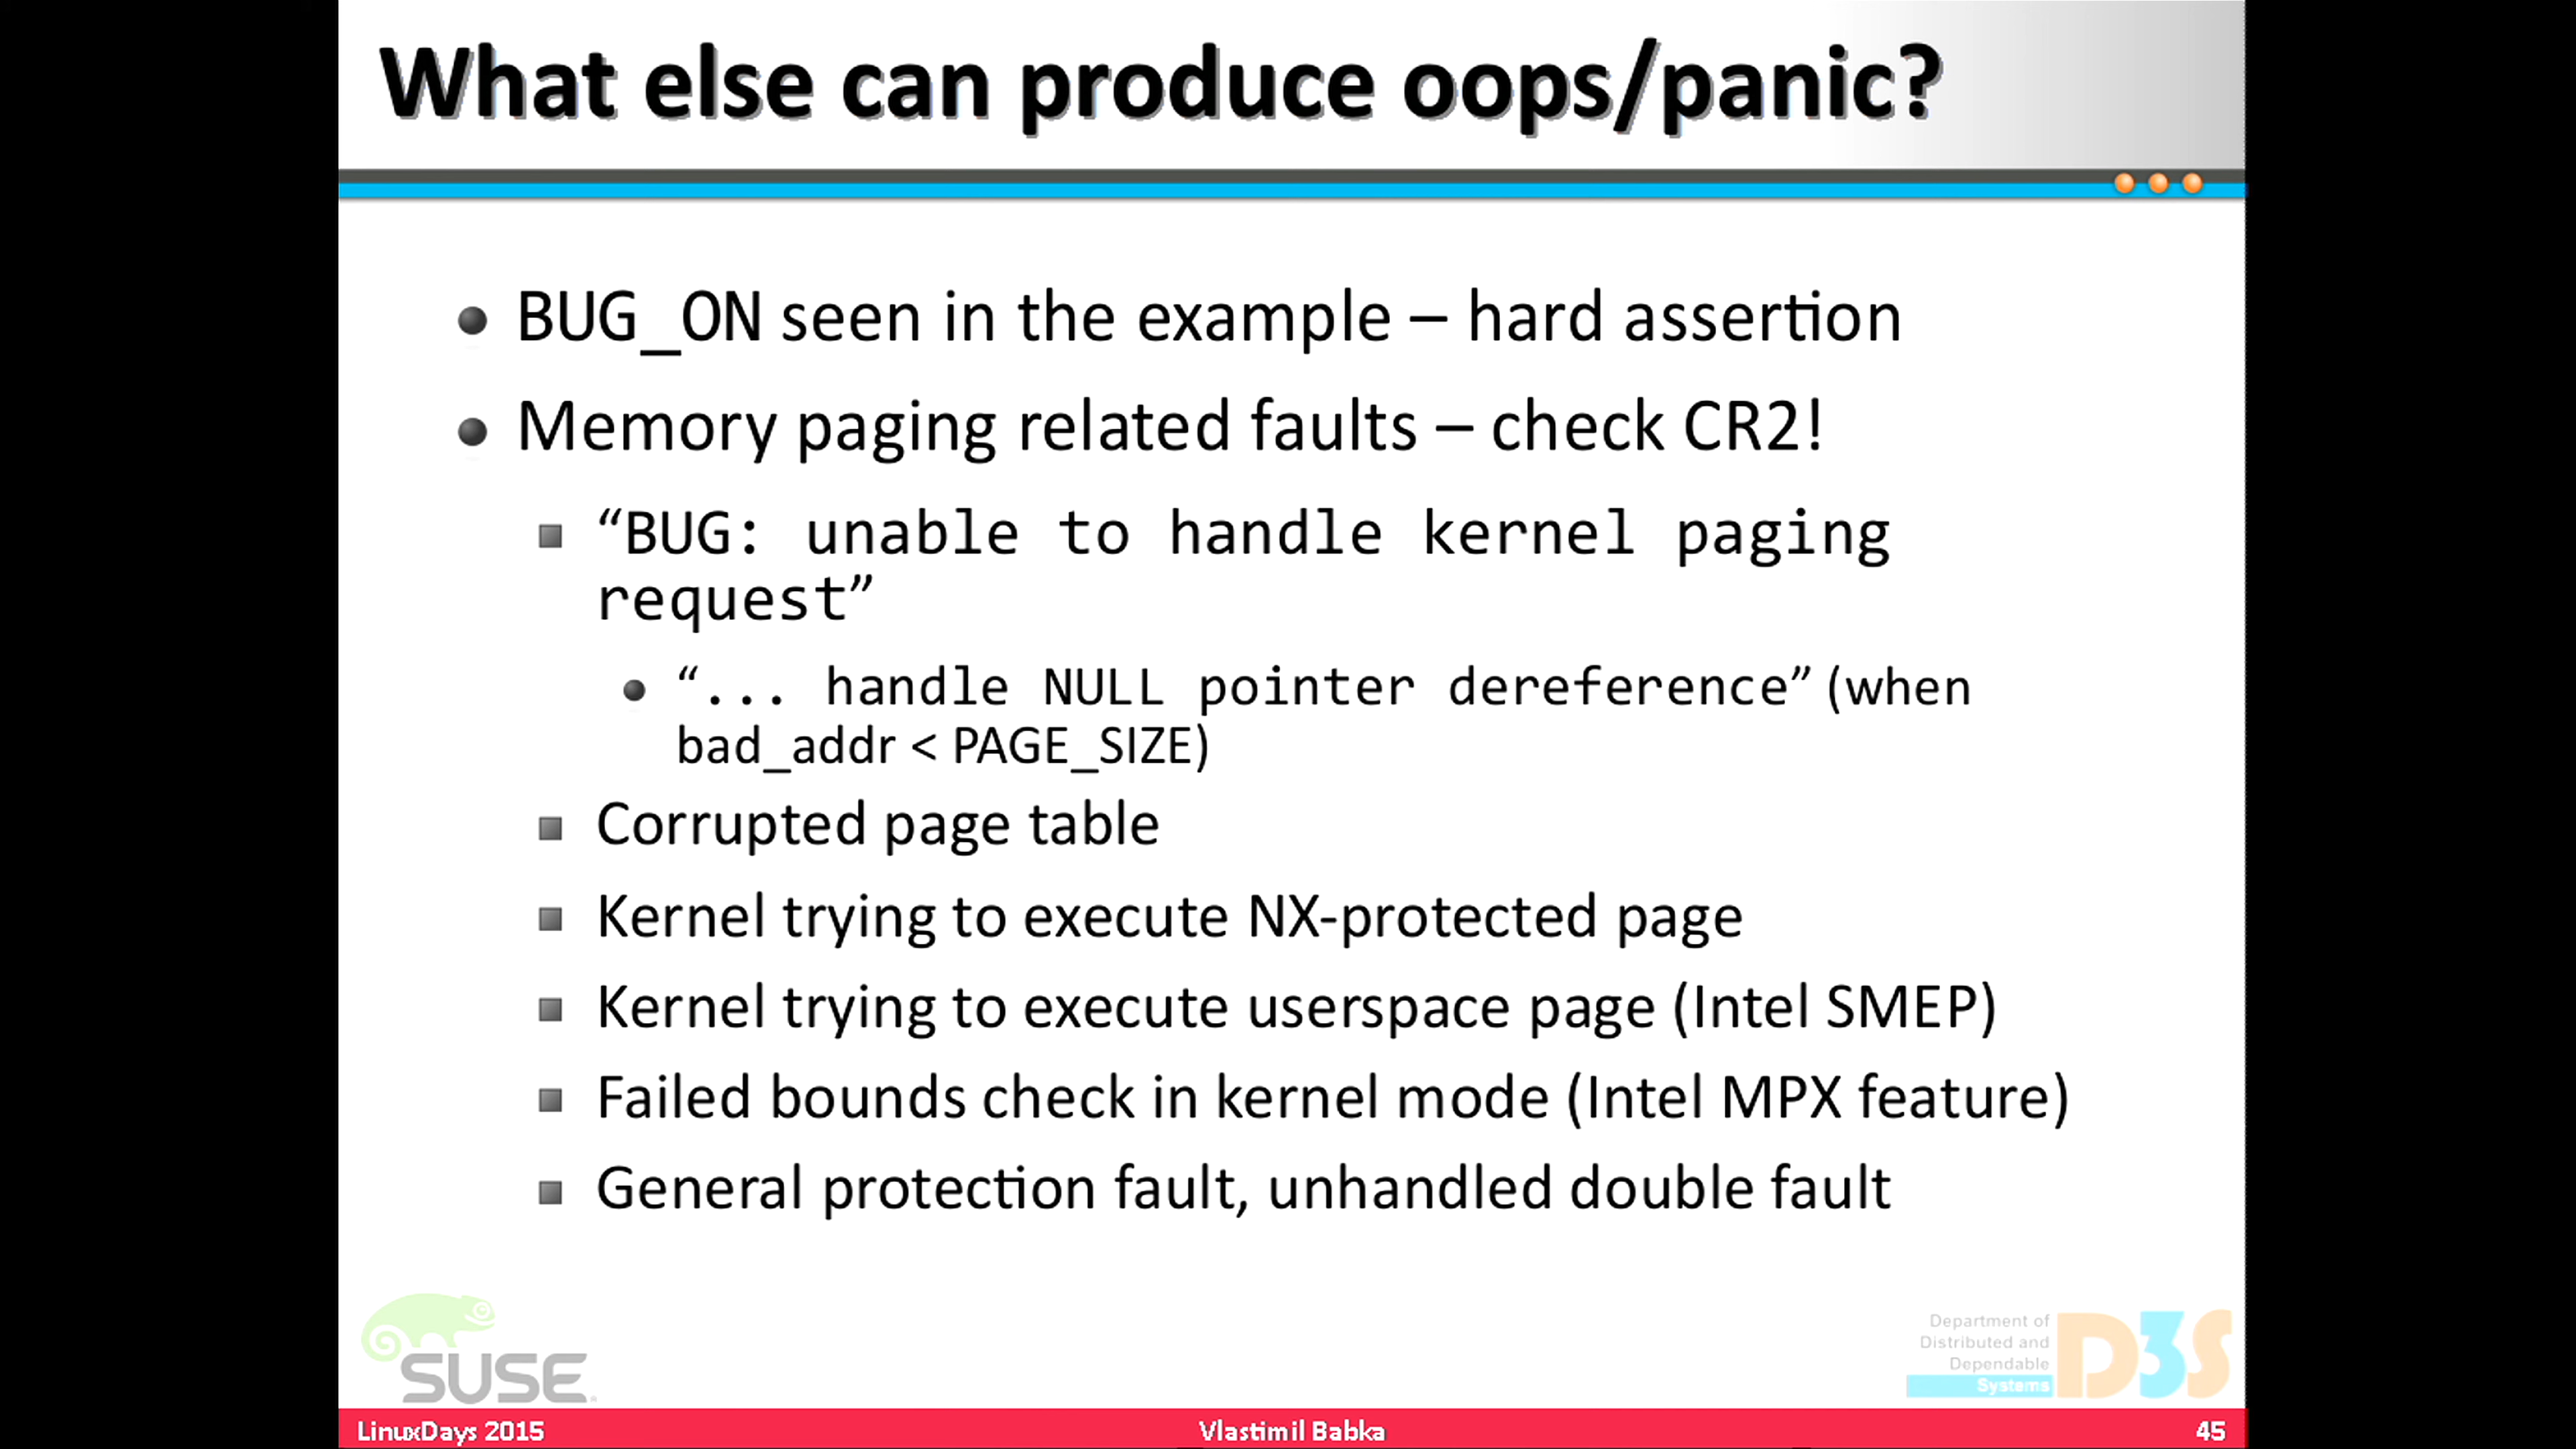 What else can produce oops/panic?
BUG_ON seen in the example – hard assertion
Memory paging related faults – check CR2!
“BUG: unable to handle kernel paging
request”
“... handle NULL pointer dereference” (when
bad_addr < PAGE_SIZE)
Corrupted page table
Kernel trying to execute NX-protected page
Kernel trying to execute userspace page (Intel SMEP)
Failed bounds check in kernel mode (Intel MPX feature)
General protection fault, unhandled double fault
SUSE
Department of
Distributed and
Dependable
Systems
D3S
LinuxDays 2015
Vlastimil Babka
45